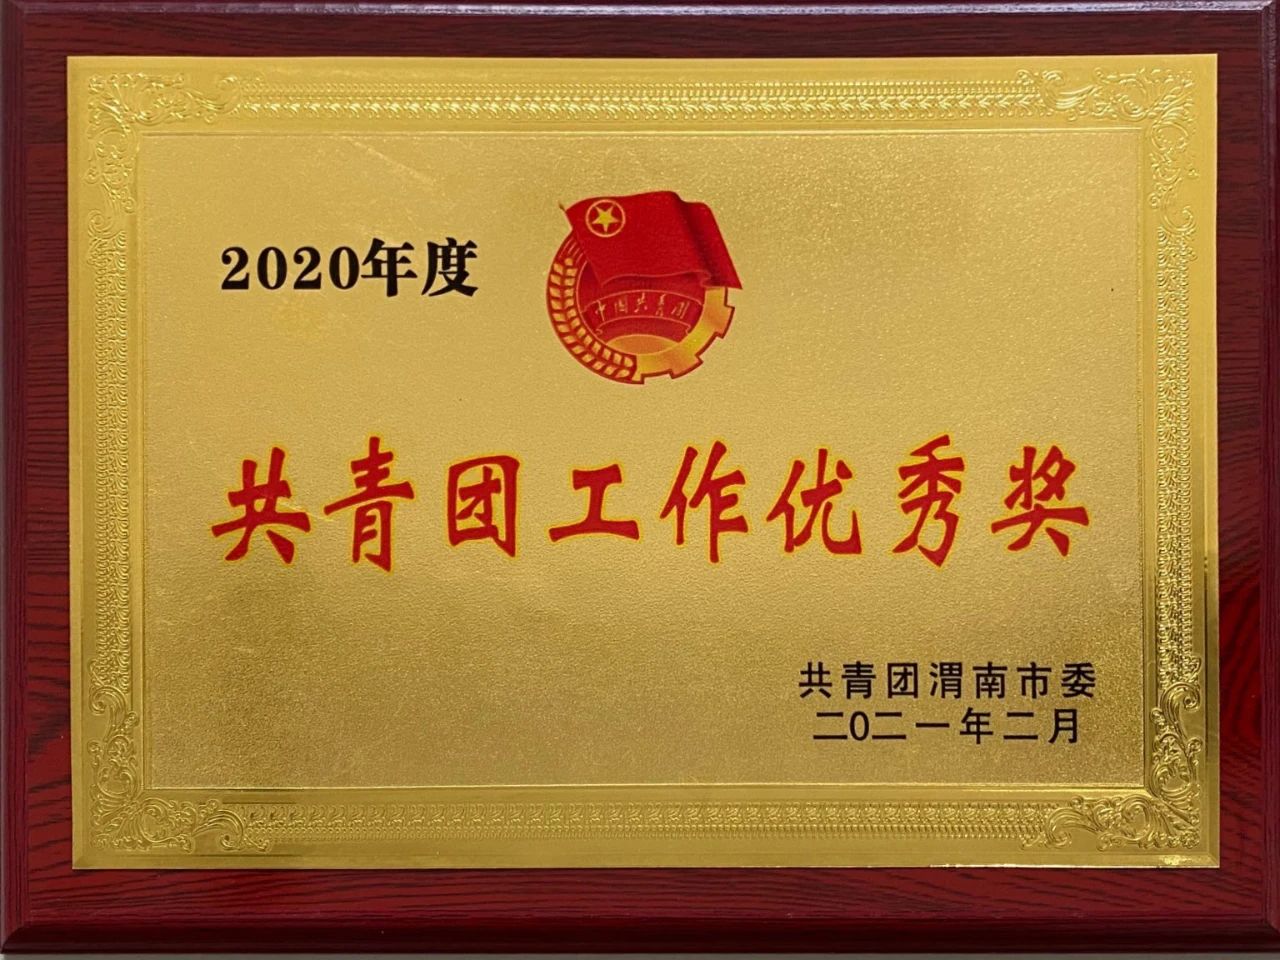 2020年度
中国共青团
共青团工作优秀奖
共青团渭南市委
二〇二一年二月